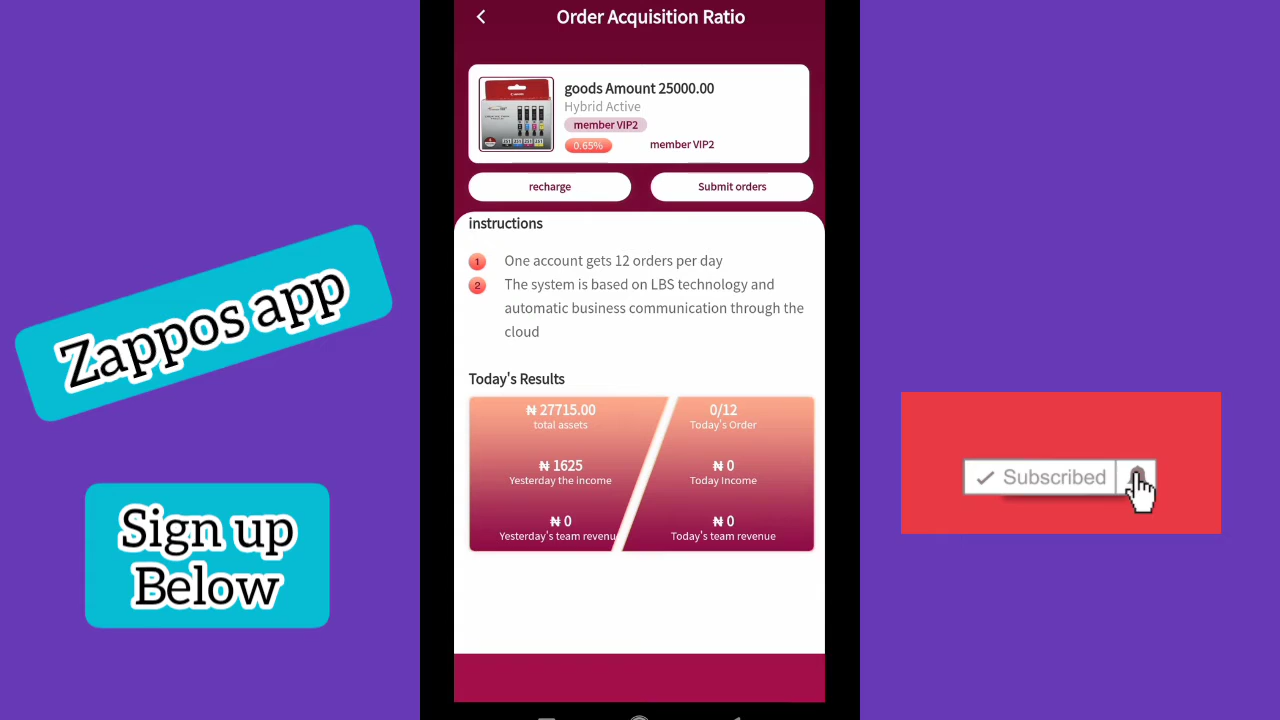 Order Acquisition Ratio
goods Amount 25000.00
Hybrid Active
member VIP2
0.65%
member VIP2
recharge
Submit orders
instructions
1 One account gets 12 orders per day
2 The system is based on LBS technology and
automatic business communication through the
cloud
Today's Results
₦ 27715.00
total assets
0/12
Today's Order
₦ 1625
Yesterday the income
₦ 0
Today Income
₦ 0
Yesterday's team revenu
₦ 0
Today's team revenue
Zappos app
Sign up
Below
Subscribed